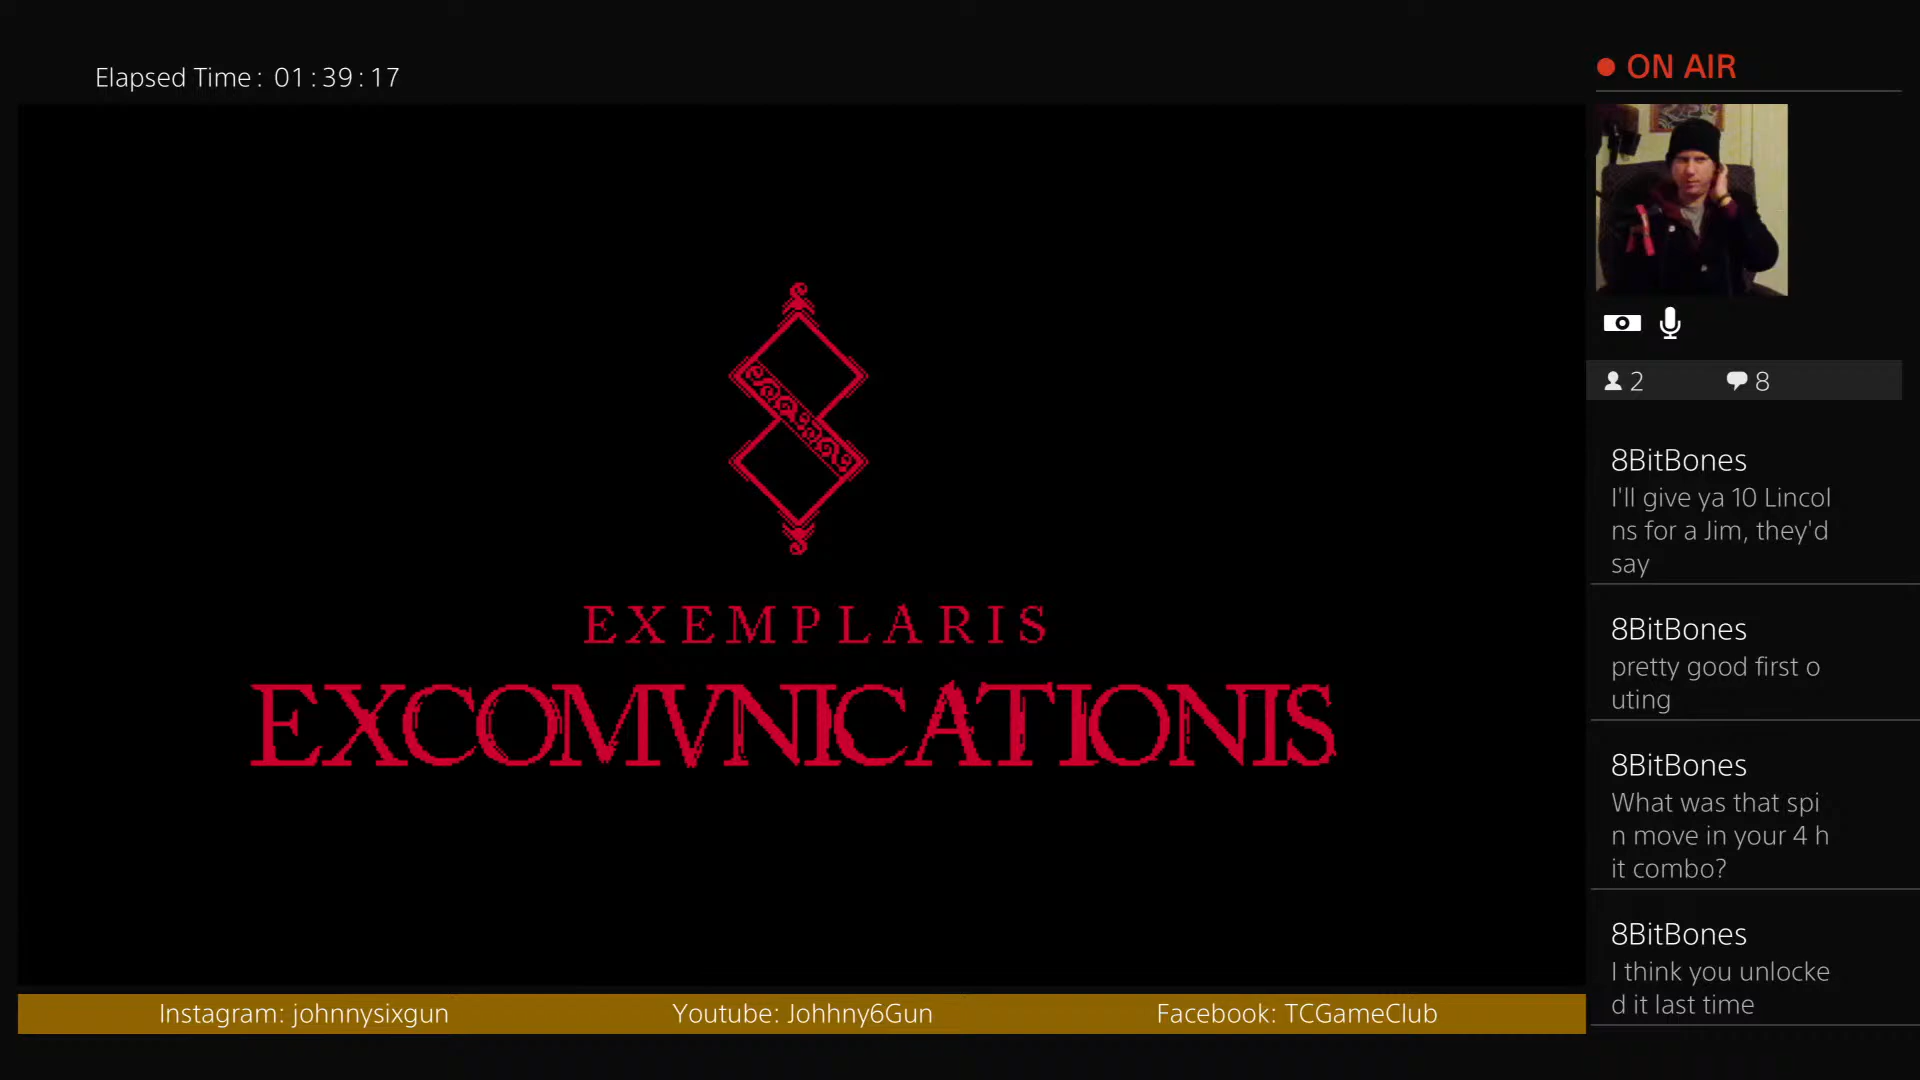 Elapsed Time: 01:39:17
ON AIR
EXEMPLARIS
EXCOMVNICATIONIS
2
8
8BitBones
I'll give ya 10 Lincol
ns for a Jim, they'd
say
8BitBones
pretty good first o
uting
8BitBones
What was that spi
n move in your 4 h
it combo?
8BitBones
I think you unlocke
d it last time
Instagram: johnnysixgun
Youtube: Johhny6Gun
Facebook: TCGameClub